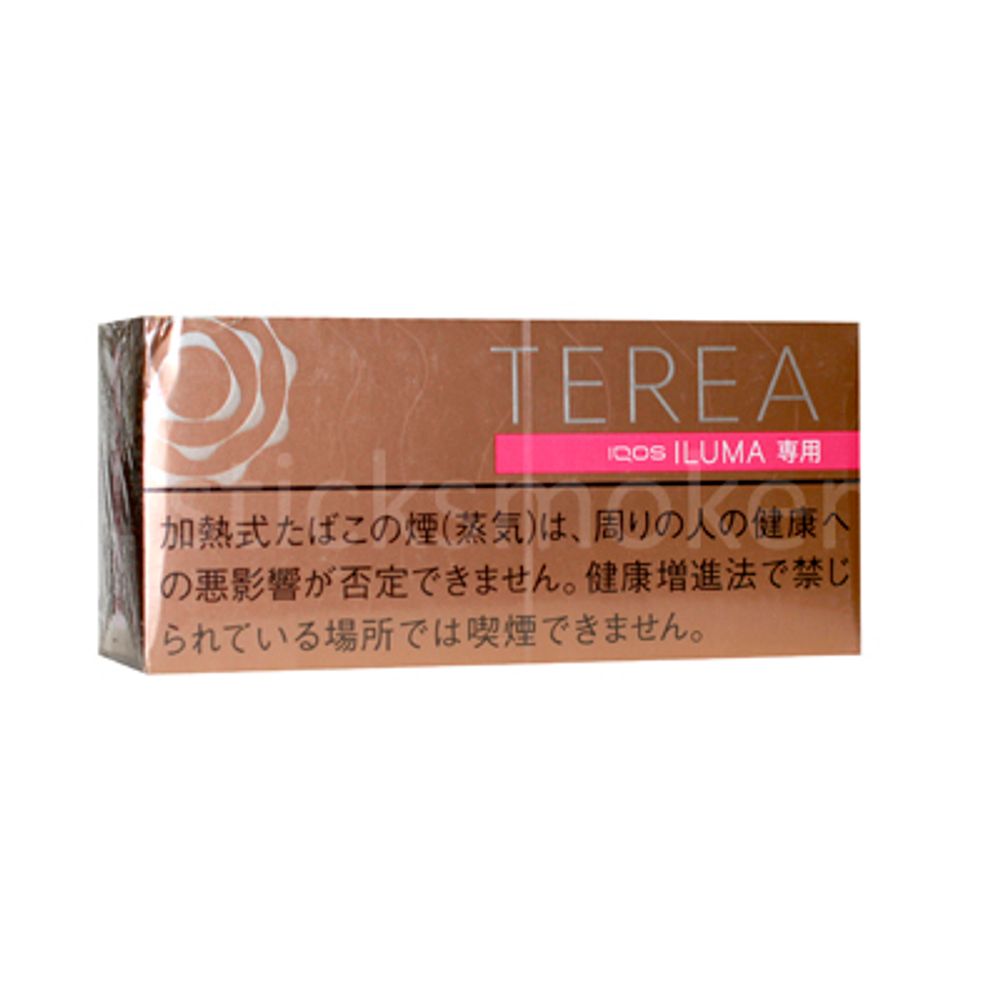 TEREA
IQOS ILUMA 専用
sticksmoker
加熱式たばこの煙(蒸気)は、周りの人の健康へ
の悪影響が否定できません。健康増進法で禁じ
られている場所では喫煙できません。